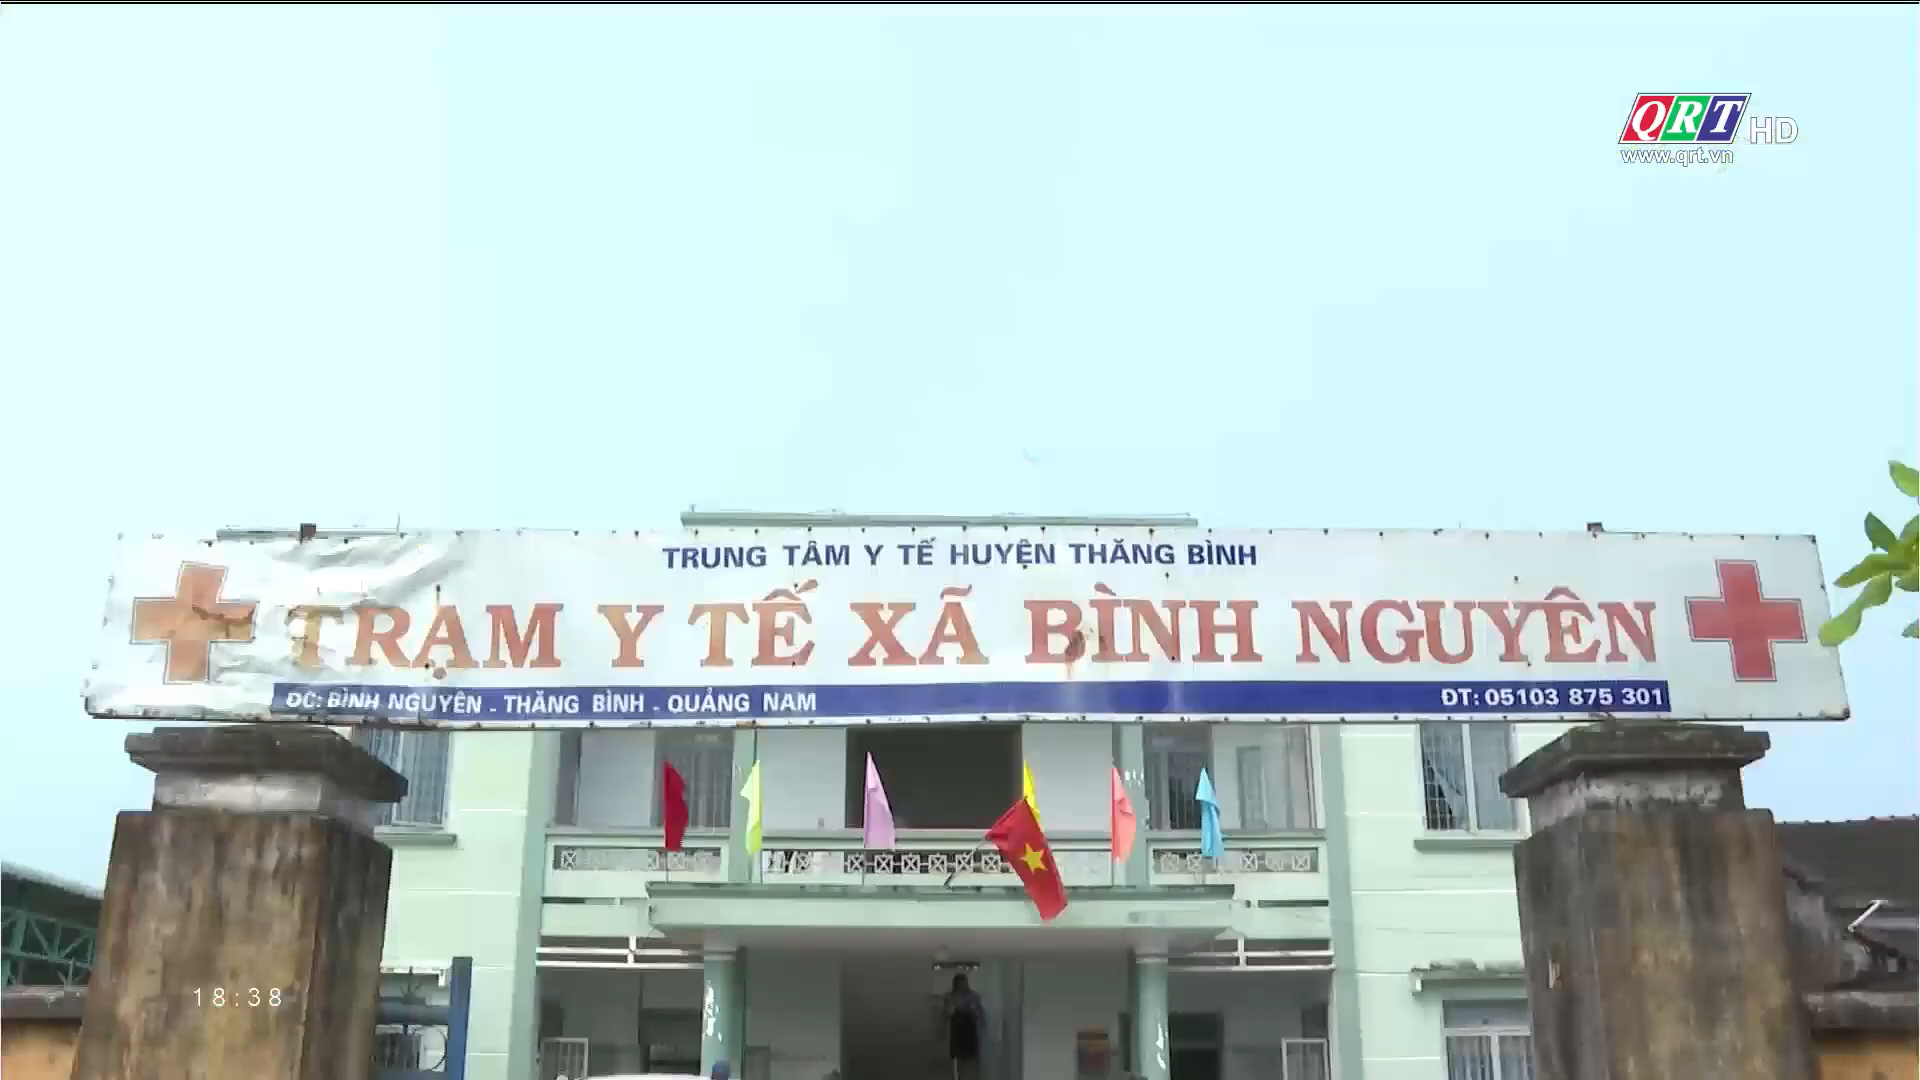 QRT HD
www.qrt.vn
TRUNG TÂM Y TẾ HUYỆN THĂNG BÌNH
TRẠM Y TẾ XÃ BÌNH NGUYÊN
ĐC: BÌNH NGUYÊN - THĂNG BÌNH - QUẢNG NAM
ĐT: 05103 875 301
18:38